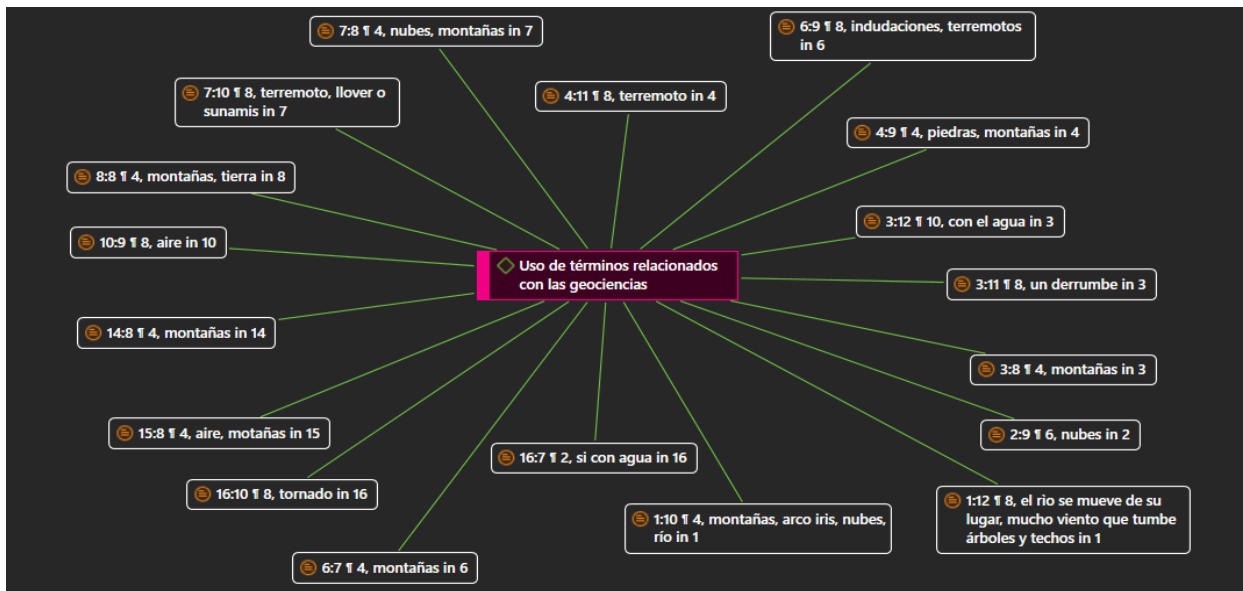 7:8 ¶ 4, nubes, montañas in 7
6:9 ¶ 8, indudaciones, terremotos
in 6
7:10 ¶ 8, terremoto, llover o
sunamis in 7
4:11 ¶ 8, terremoto in 4
4:9 ¶ 4, piedras, montañas in 4
8:8 ¶ 4, montañas, tierra in 8
3:12 ¶ 10, con el agua in 3
10:9 ¶ 8, aire in 10
Uso de términos relacionados
con las geociencias
3:11 ¶ 8, un derrumbe in 3
14:8 ¶ 4, montañas in 14
3:8 ¶ 4, montañas in 3
15:8 ¶ 4, aire, motañas in 15
2:9 ¶ 6, nubes in 2
16:7 ¶ 2, si con agua in 16
16:10 ¶ 8, tornado in 16
1:10 ¶ 4, montañas, arco iris, nubes,
río in 1
1:12 ¶ 8, el rio se mueve de su
lugar, mucho viento que tumbe
árboles y techos in 1
6:7 ¶ 4, montañas in 6